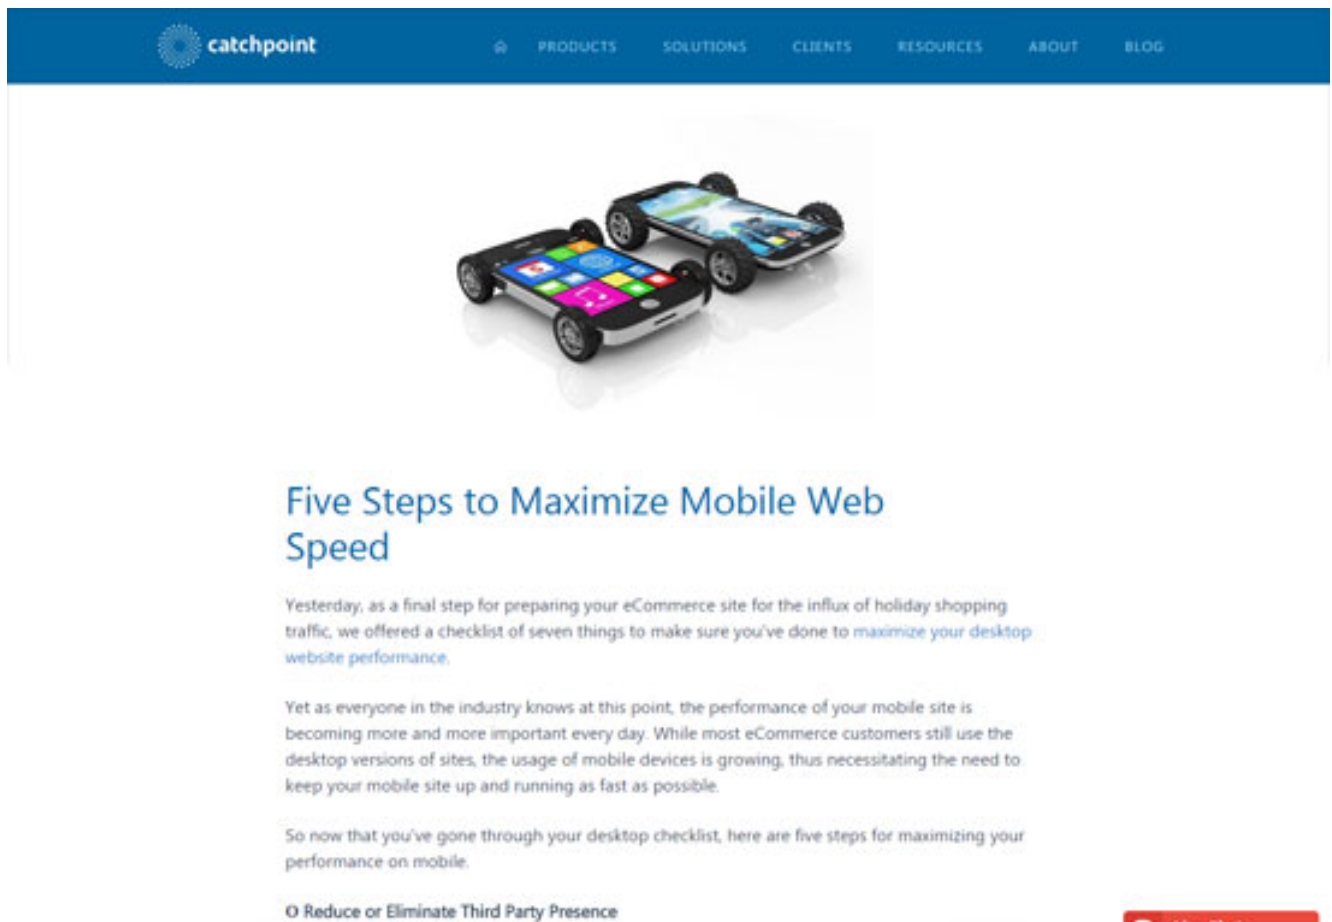 catchpoint
PRODUCTS SOLUTIONS CLIENTS RESOURCES ABOUT BLOG
Five Steps to Maximize Mobile Web
Speed
Yesterday, as a final step for preparing your eCommerce site for the influx of holiday shopping
traffic, we offered a checklist of seven things to make sure you've done to maximize your desktop
website performance.
Yet as everyone in the industry knows at this point, the performance of your mobile site is
becoming more and more important every day. While most eCommerce customers still use the
desktop versions of sites, the usage of mobile devices is growing, thus necessitating the need to
keep your mobile site up and running as fast as possible.
So now that you've gone through your desktop checklist, here are five steps for maximizing your
performance on mobile.
O Reduce or Eliminate Third Party Presence